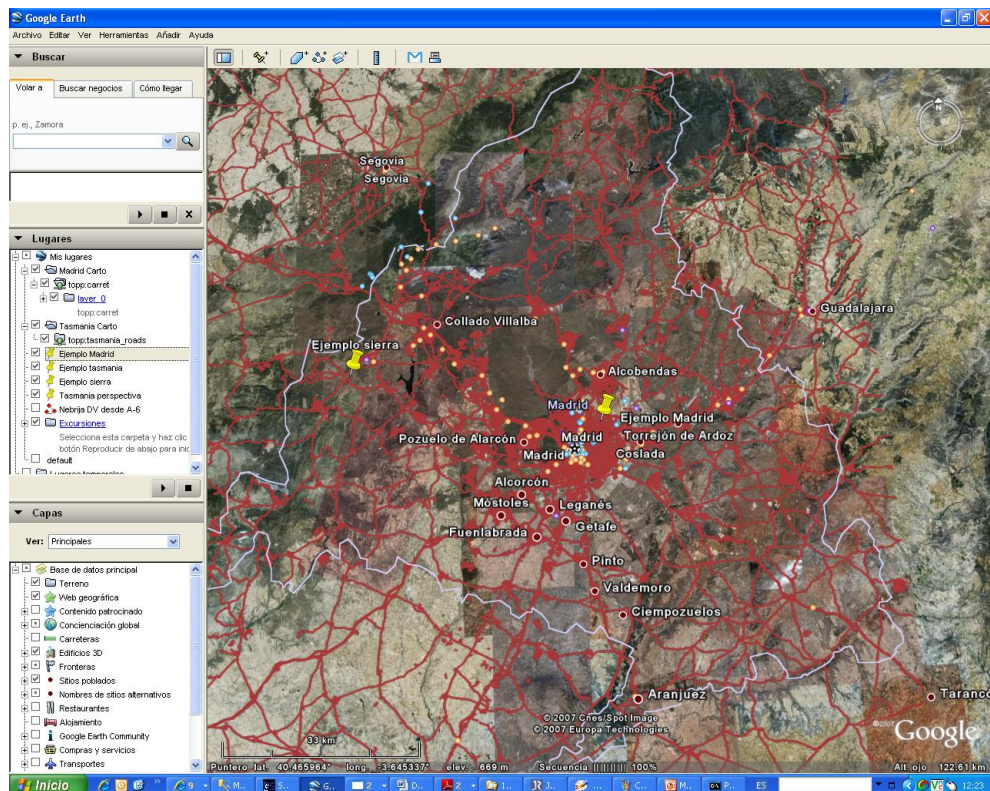 Google Earth
Archivo Editar Ver Herramientas Añadir Ayuda
Buscar
Volar a Buscar negocios Cómo llegar
p. ej., Zamora
Lugares
Mis lugares
Madrid Carto
topp:carret
layer_0
topp:carret
Tasmania Carto
topp:tasmania_roads
Ejemplo Madrid
Ejemplo tasmania
Ejemplo sierra
Tasmania perspectiva
Nebrija DV desde A-6
Excursiones
Selecciona esta carpeta y haz clic
botón Reproducir de abajo para inic
default
Lugares temporales
Capas
Ver: Principales
Base de datos principal
Terreno
Web geográfica
Contenido patrocinado
Concienciación global
Carreteras
Edificios 3D
Fronteras
Sitios poblados
Nombres de sitios alternativos
Restaurantes
Alojamiento
Google Earth Community
Compras y servicios
Transportes
N
Segovia
Segovia
Guadalajara
Collado Villalba
Ejemplo sierra
Alcobendas
Madrid
Ejemplo Madrid
Pozuelo de Alarcón
Madrid
Torrejón de Ardoz
Madrid
Coslada
Alcorcón
Móstoles
Leganés
Getafe
Fuenlabrada
Pinto
Valdemoro
Ciempozuelos
Aranjuez
Taranco
© 2007 Cnes/Spot Image
© 2007 Europa Technologies
©2007 Google
33 km
Puntero lat. 40.465964° long. -3.645337° elev. 669 m Secuencia 100% Alt. ojo 122.61 km
Inicio 9 M.. S.. G.. 2 D.. 2 1.. J.. ... C.. M.. P.. ES 12:23